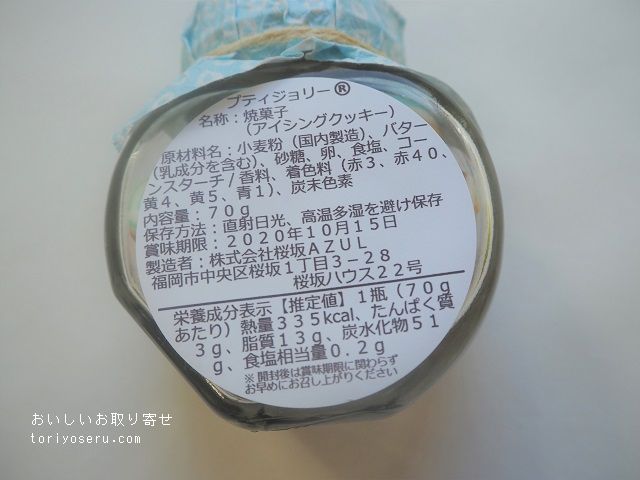 プティジョリー®
名称：焼菓子
（アイシングクッキー）
原材料名：小麦粉（国内製造）、バター
（乳成分を含む）、砂糖、卵、食塩、コー
ンスターチ/香料、着色料（赤３、赤４０、
黄４、黄５、青１）、炭末色素
内容量：７０ｇ
保存方法：直射日光、高温多湿を避け保存
賞味期限：２０２０年１０月１５日
製造者：株式会社桜坂ＡＺＵＬ
福岡市中央区桜坂１丁目３−２８
桜坂ハウス２２号
栄養成分表示【推定値】１瓶（７０ｇ
あたり）熱量３３５kcal、たんぱく質
３ｇ、脂質１３ｇ、炭水化物５１
ｇ、食塩相当量０.２ｇ
※開封後は賞味期限に関わらず
お早めにお召し上がりください
おいしいお取り寄せ
toriyoseru.com